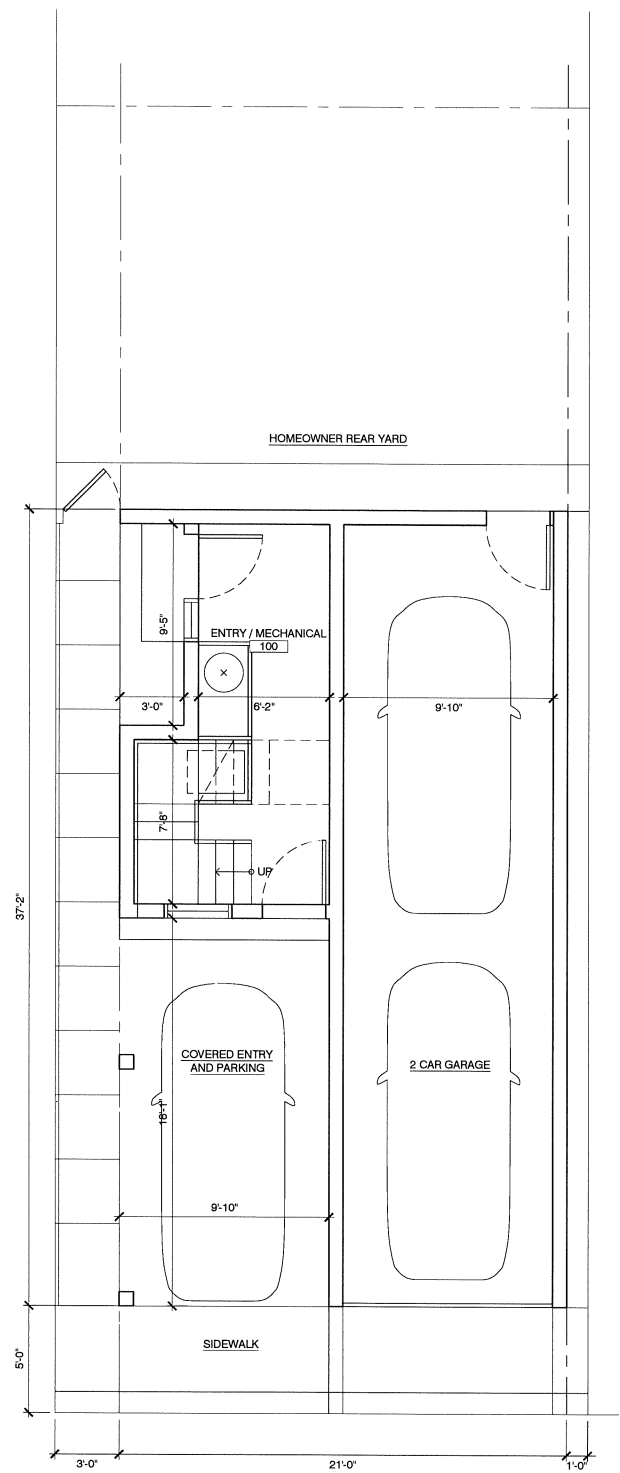 HOMEOWNER REAR YARD
9'-5"
ENTRY / MECHANICAL
100
3'-0"
6'-2"
9'-10"
7'-8"
UP
37'-2"
COVERED ENTRY
AND PARKING
2 CAR GARAGE
18'-1"
9'-10"
SIDEWALK
5'-0"
3'-0"
21'-0"
1'-0"